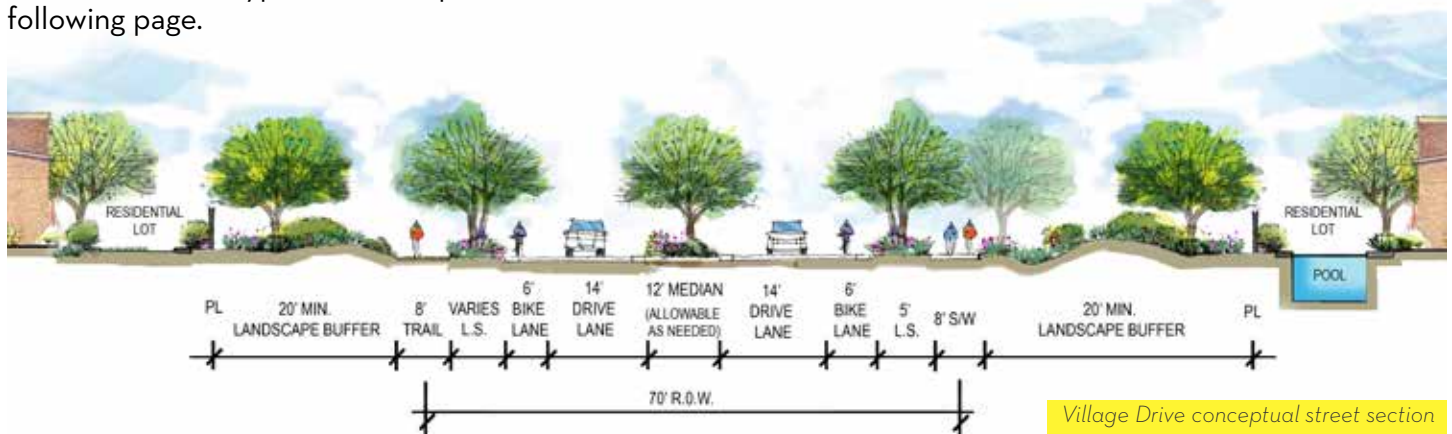 following page.
RESIDENTIAL
LOT
RESIDENTIAL
LOT
POOL
PL
20' MIN.
LANDSCAPE BUFFER
8'
TRAIL
VARIES
L.S.
6'
BIKE
LANE
14'
DRIVE
LANE
12' MEDIAN
(ALLOWABLE
AS NEEDED)
14'
DRIVE
LANE
6'
BIKE
LANE
5'
L.S.
8' S/W
20' MIN.
LANDSCAPE BUFFER
PL
70' R.O.W.
Village Drive conceptual street section